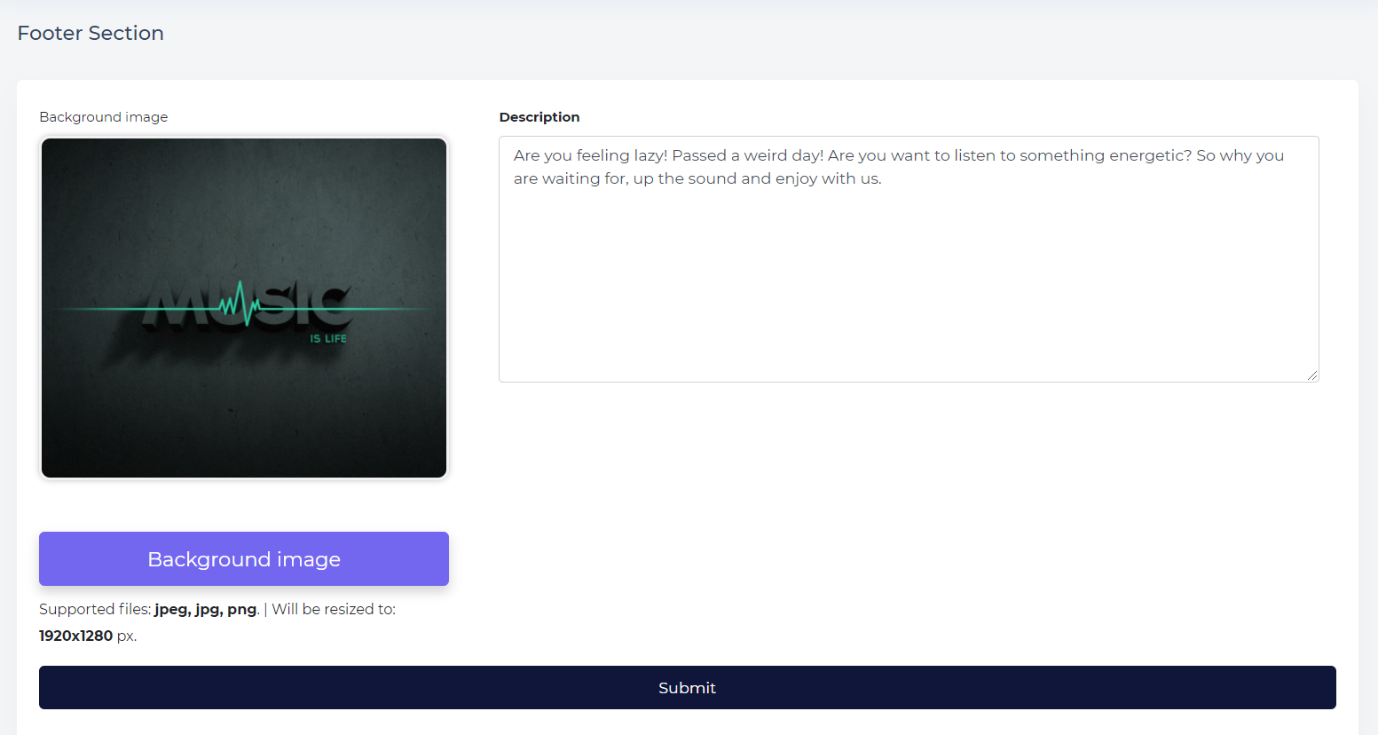 Footer Section
Background image
MUSIC
IS LIFE
Description
Are you feeling lazy! Passed a weird day! Are you want to listen to something energetic? So why you
are waiting for, up the sound and enjoy with us.
Background image
Supported files: jpeg, jpg, png. | Will be resized to:
1920x1280 px.
Submit